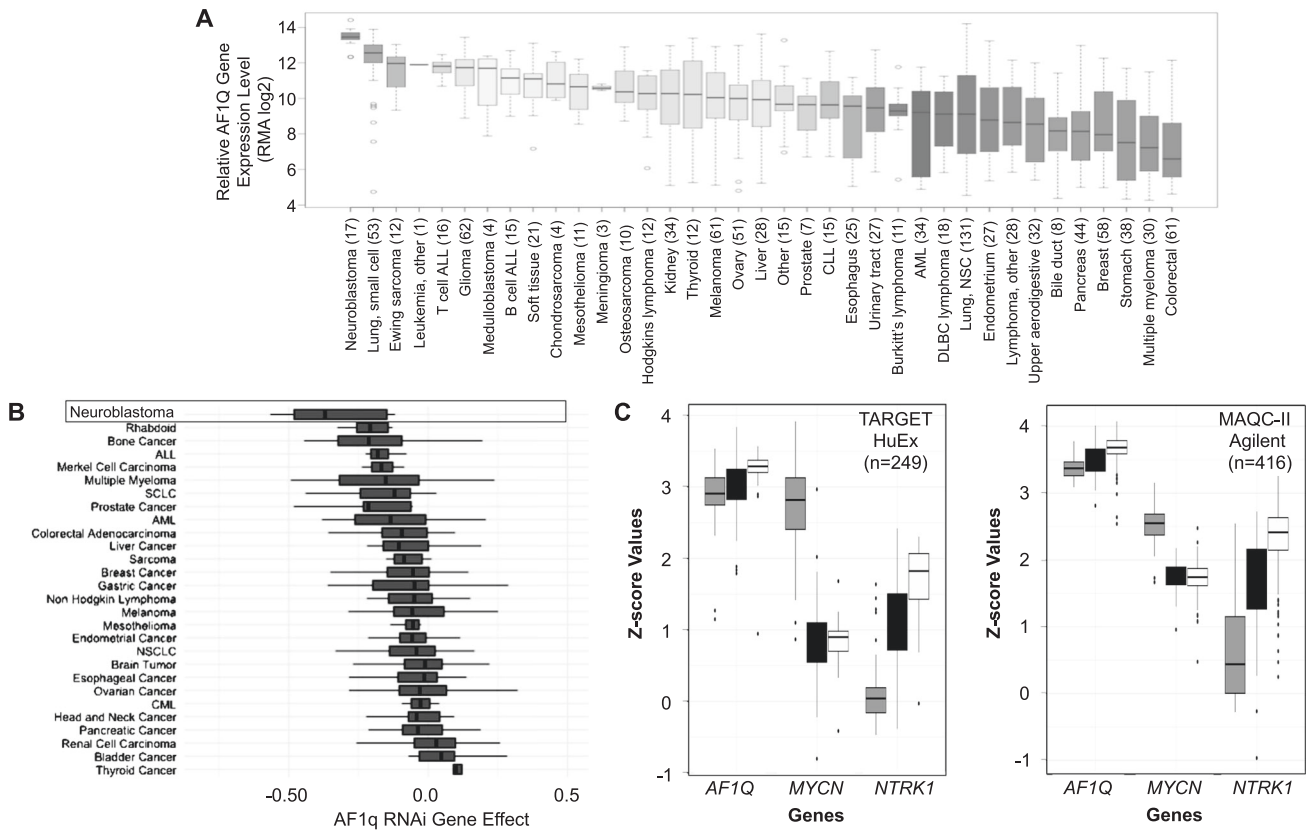 A
Relative AF1Q Gene
Expression Level
(RMA log2)
14
12
10
8
6
4
Neuroblastoma (17)
Lung, small cell (53)
Ewing sarcoma (12)
Leukemia, other (1)
T cell ALL (16)
Glioma (62)
Medulloblastoma (4)
B cell ALL (15)
Soft tissue (21)
Chondrosarcoma (4)
Mesothelioma (11)
Meningioma (3)
Osteosarcoma (10)
Hodgkins lymphoma (12)
Kidney (34)
Thyroid (12)
Melanoma (61)
Ovary (51)
Liver (28)
Other (15)
Prostate (7)
CLL (15)
Esophagus (25)
Urinary tract (27)
Burkitt's lymphoma (11)
AML (34)
DLBC lymphoma (18)
Lung, NSC (131)
Endometrium (27)
Lymphoma, other (28)
Upper aerodigestive (32)
Bile duct (8)
Pancreas (44)
Breast (58)
Stomach (38)
Multiple myeloma (30)
Colorectal (61)
B
Neuroblastoma
Rhabdoid
Bone Cancer
ALL
Merkel Cell Carcinoma
Multiple Myeloma
SCLC
Prostate Cancer
AML
Colorectal Adenocarcinoma
Liver Cancer
Sarcoma
Breast Cancer
Gastric Cancer
Non Hodgkin Lymphoma
Melanoma
Mesothelioma
Endometrial Cancer
NSCLC
Brain Tumor
Esophageal Cancer
Ovarian Cancer
CML
Head and Neck Cancer
Pancreatic Cancer
Renal Cell Carcinoma
Bladder Cancer
Thyroid Cancer
-0.50
0.0
0.5
AF1q RNAi Gene Effect
C
TARGET
HuEx
(n=249)
Z-score Values
4
3
2
1
0
-1
AF1Q
MYCN
NTRK1
Genes
MAQC-II
Agilent
(n=416)
Z-score Values
4
3
2
1
0
-1
AF1Q
MYCN
NTRK1
Genes